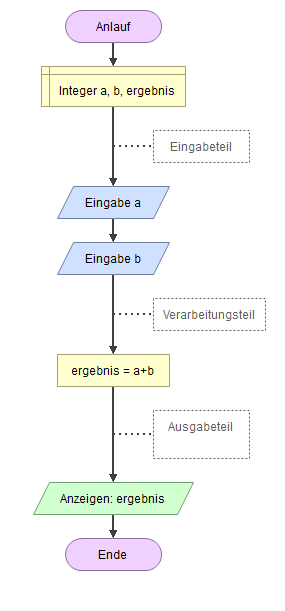 Anlauf
Integer a, b, ergebnis
Eingabeteil
Eingabe a
Eingabe b
Verarbeitungsteil
ergebnis = a+b
Ausgabeteil
Anzeigen: ergebnis
Ende